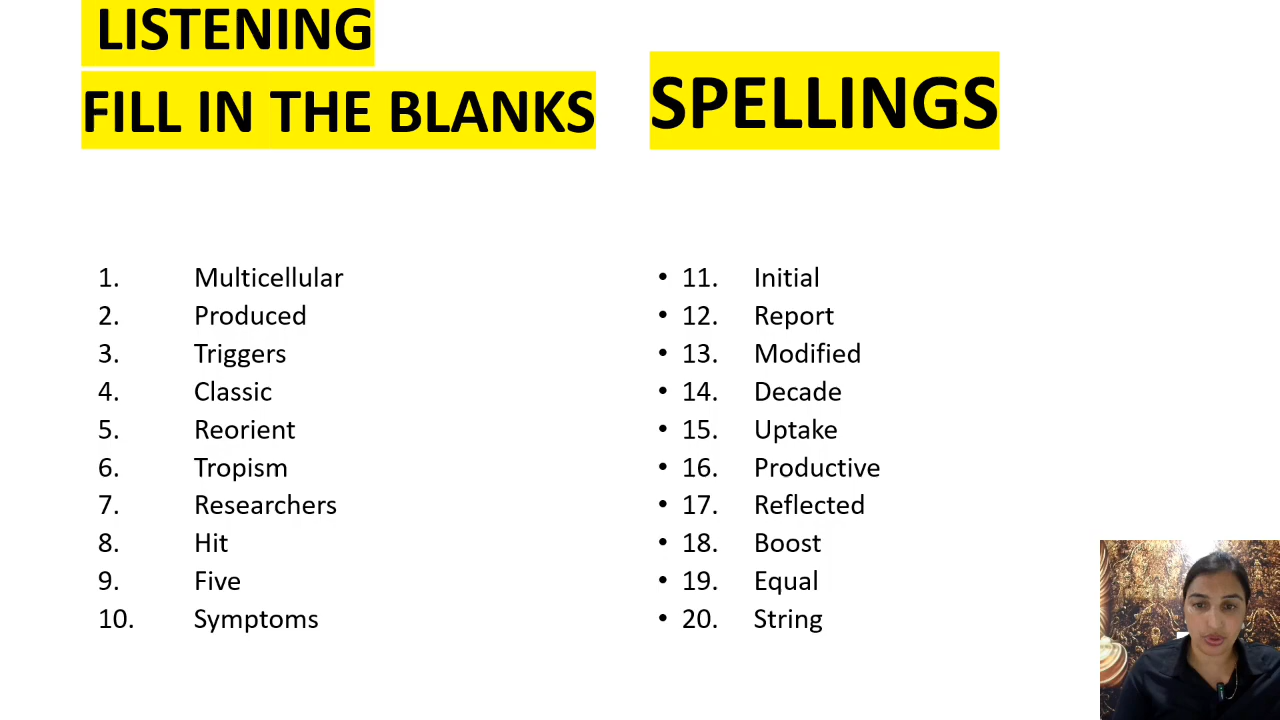 LISTENING
FILL IN THE BLANKS
SPELLINGS
1. Multicellular
2. Produced
3. Triggers
4. Classic
5. Reorient
6. Tropism
7. Researchers
8. Hit
9. Five
10. Symptoms
• 11. Initial
• 12. Report
• 13. Modified
• 14. Decade
• 15. Uptake
• 16. Productive
• 17. Reflected
• 18. Boost
• 19. Equal
• 20. String